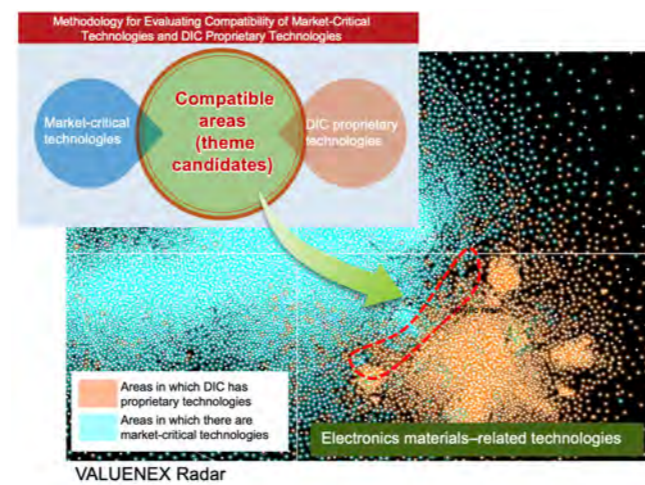 Methodology for Evaluating Compatibility of Market-Critical
Technologies and DIC Proprietary Technologies
Market-critical
technologies
Compatible
areas
(theme
candidates)
DIC proprietary
technologies
Areas in which DIC has
proprietary technologies
Areas in which there are
market-critical technologies
Electronics materials–related technologies
VALUENEX Radar